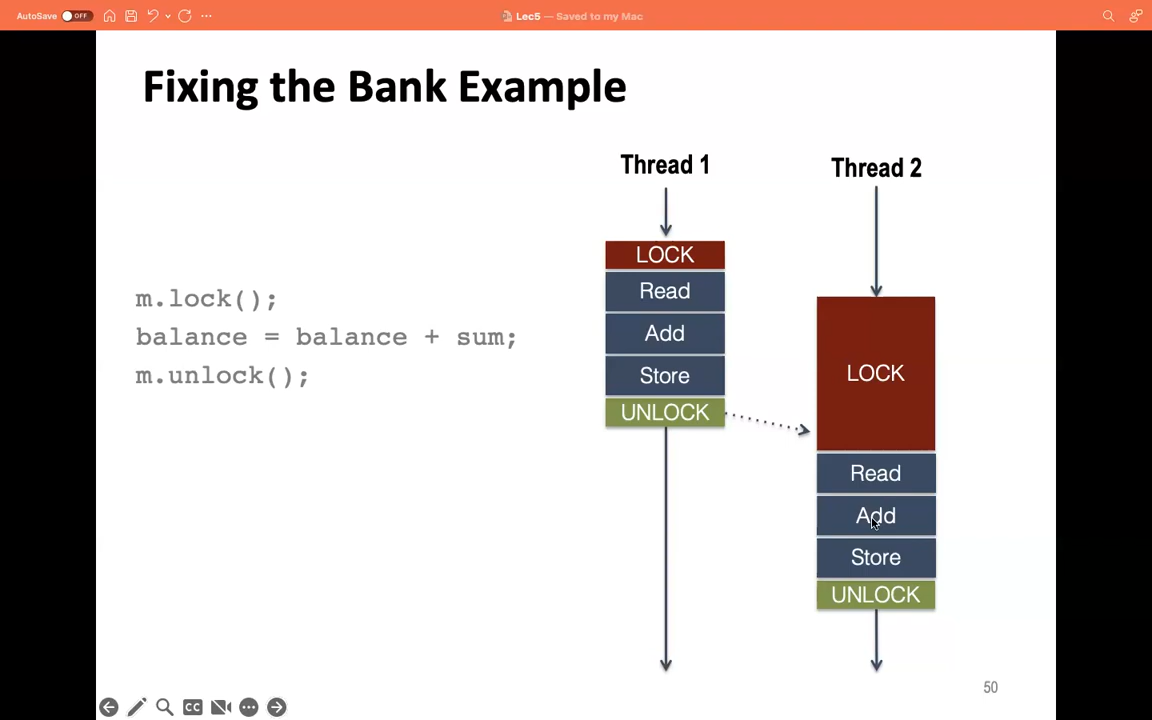 AutoSave OFF
Lec5 — Saved to my Mac
Fixing the Bank Example
m.lock();
balance = balance + sum;
m.unlock();
Thread 1
LOCK
Read
Add
Store
UNLOCK
Thread 2
LOCK
Read
Add
Store
UNLOCK
50
CC